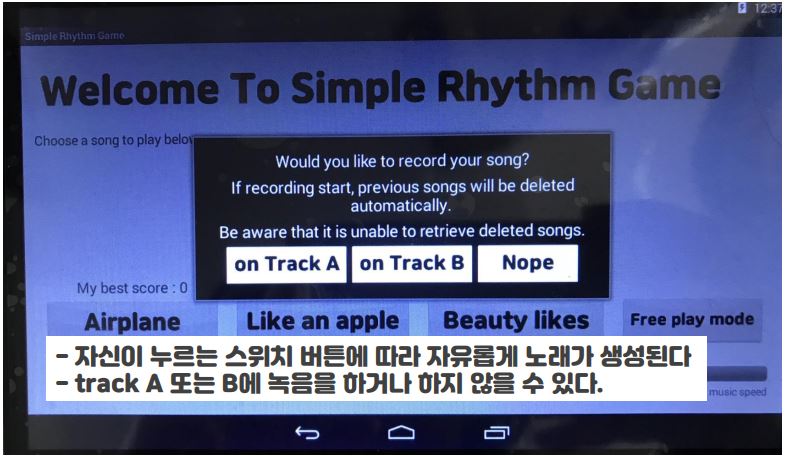 12:37
Simple Rhythm Game
Welcome To Simple Rhythm Game
Choose a song to play below
Would you like to record your song?
If recording start, previous songs will be deleted
automatically.
Be aware that it is unable to retrieve deleted songs.
on Track A on Track B Nope
My best score : 0
Airplane Like an apple Beauty likes Free play mode
- 자신이 누르는 스위치 버튼에 따라 자유롭게 노래가 생성된다
- track A 또는 B에 녹음을 하거나 하지 않을 수 있다.
music speed